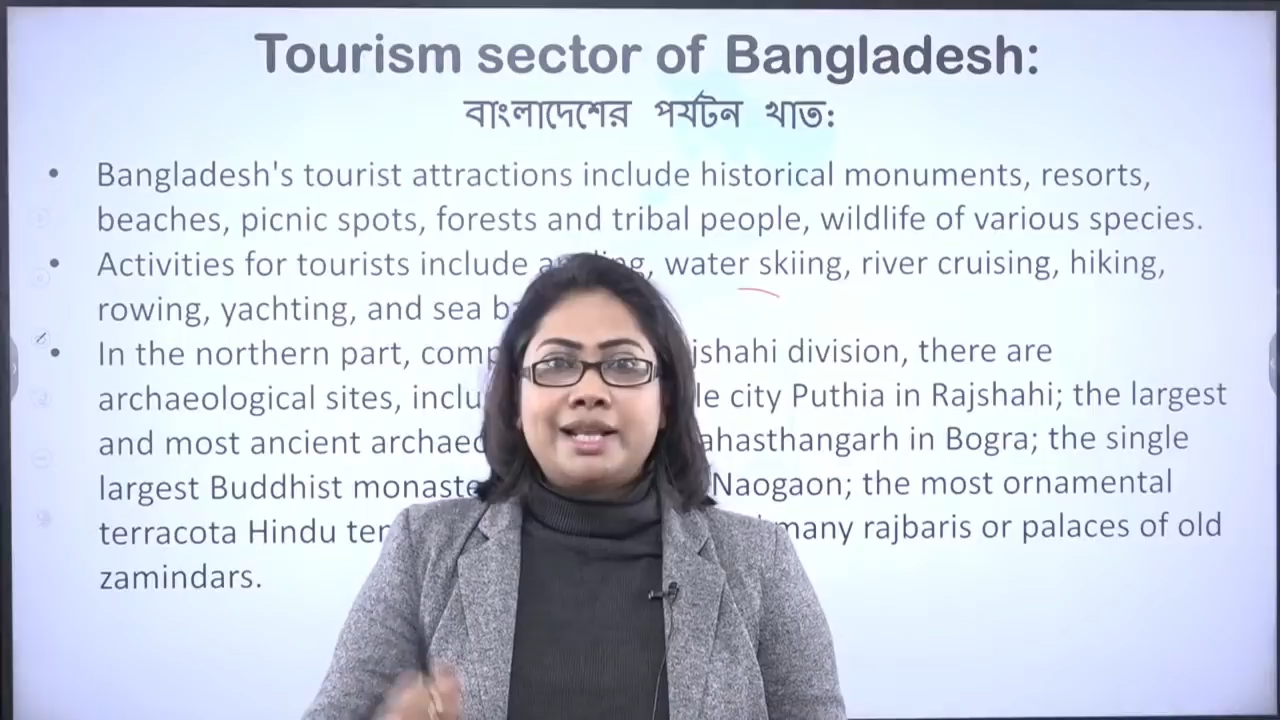 Tourism sector of Bangladesh:
বাংলাদেশের পর্যটন খাত:
• Bangladesh's tourist attractions include historical monuments, resorts,
beaches, picnic spots, forests and tribal people, wildlife of various species.
• Activities for tourists include water skiing, river cruising, hiking,
rowing, yachting, and sea
• In the northern part, division, there are
archaeological sites, city Puthia in Rajshahi; the largest
and most ancient in Bogra; the single
largest Buddhist Naogaon; the most ornamental
terracota Hindu many rajbaris or palaces of old
zamindars.